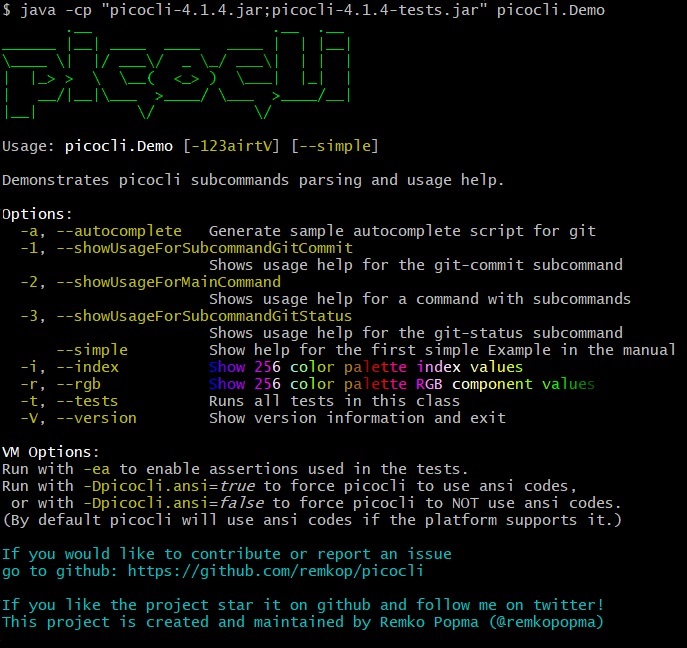 $ java -cp "picocli-4.1.4.jar;picocli-4.1.4-tests.jar" picocli.Demo
picocli
Usage: picocli.Demo [-123airtV] [--simple]
Demonstrates picocli subcommands parsing and usage help.
Options:
-a, --autocomplete Generate sample autocomplete script for git
-1, --showUsageForSubcommandGitCommit
Shows usage help for the git-commit subcommand
-2, --showUsageForMainCommand
Shows usage help for a command with subcommands
-3, --showUsageForSubcommandGitStatus
Shows usage help for the git-status subcommand
--simple Show help for the first simple Example in the manual
-i, --index Show 256 color palette index values
-r, --rgb Show 256 color palette RGB component values
-t, --tests Runs all tests in this class
-V, --version Show version information and exit
VM Options:
Run with -ea to enable assertions used in the tests.
Run with -Dpicocli.ansi=true to force picocli to use ansi codes,
or with -Dpicocli.ansi=false to force picocli to NOT use ansi codes.
(By default picocli will use ansi codes if the platform supports it.)
If you would like to contribute or report an issue
go to github: https://github.com/remkop/picocli
If you like the project star it on github and follow me on twitter!
This project is created and maintained by Remko Popma (@remkopopma)